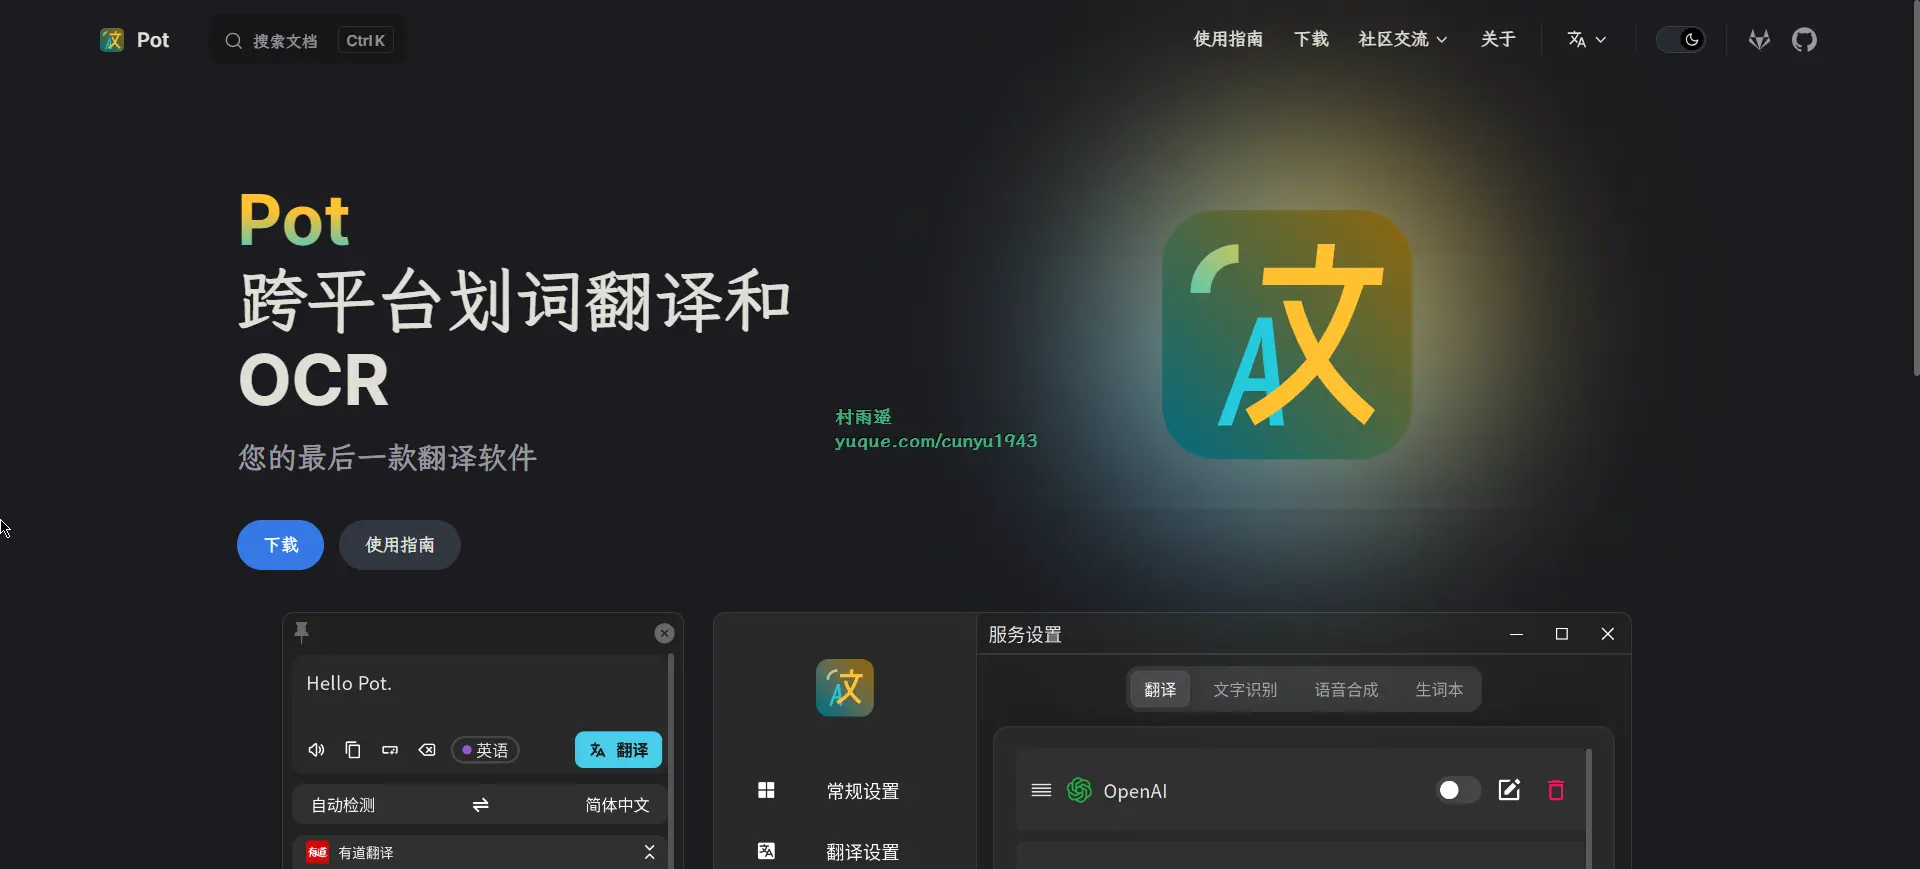 Pot
搜索文档
Ctrl K
使用指南
下载
社区交流
关于
Pot
跨平台划词翻译和
OCR
您的最后一款翻译软件
下载
使用指南
文
A
村雨遥
yuque.com/cunyu1943
Hello Pot.
英语
翻译
自动检测
简体中文
有道
有道翻译
常规设置
翻译设置
服务设置
翻译
文字识别
语音合成
生词本
OpenAI